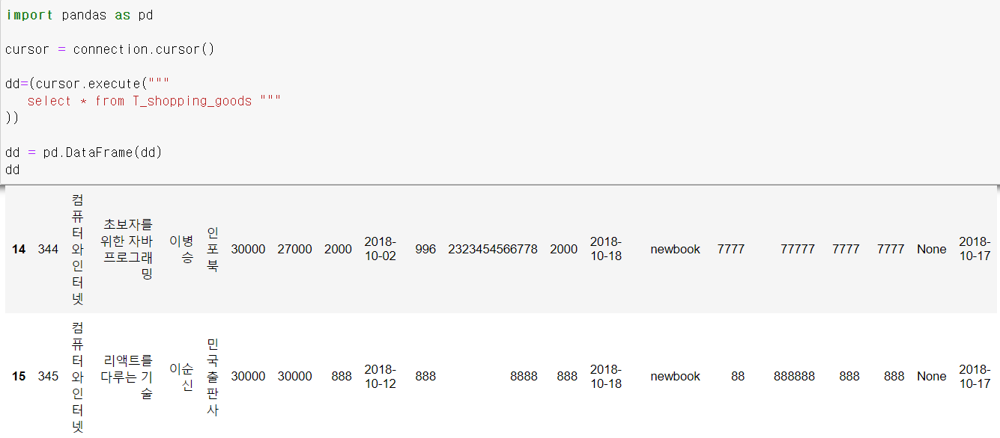 import pandas as pd
cursor = connection.cursor()
dd=(cursor.execute("""
select * from T_shopping_goods """
))
dd = pd.DataFrame(dd)
dd
14 344 컴퓨터와인터넷 초보자를 위한 자바 프로그래밍 이병승 인포북 30000 27000 2000 2018-10-02 996 2323454566778 2000 2018-10-18 newbook 7777 77777 7777 7777 None 2018-10-17
15 345 컴퓨터와인터넷 리액트를 다루는 기술 이순신 민국출판사 30000 30000 888 2018-10-12 888 8888 888 2018-10-18 newbook 88 888888 888 888 None 2018-10-17